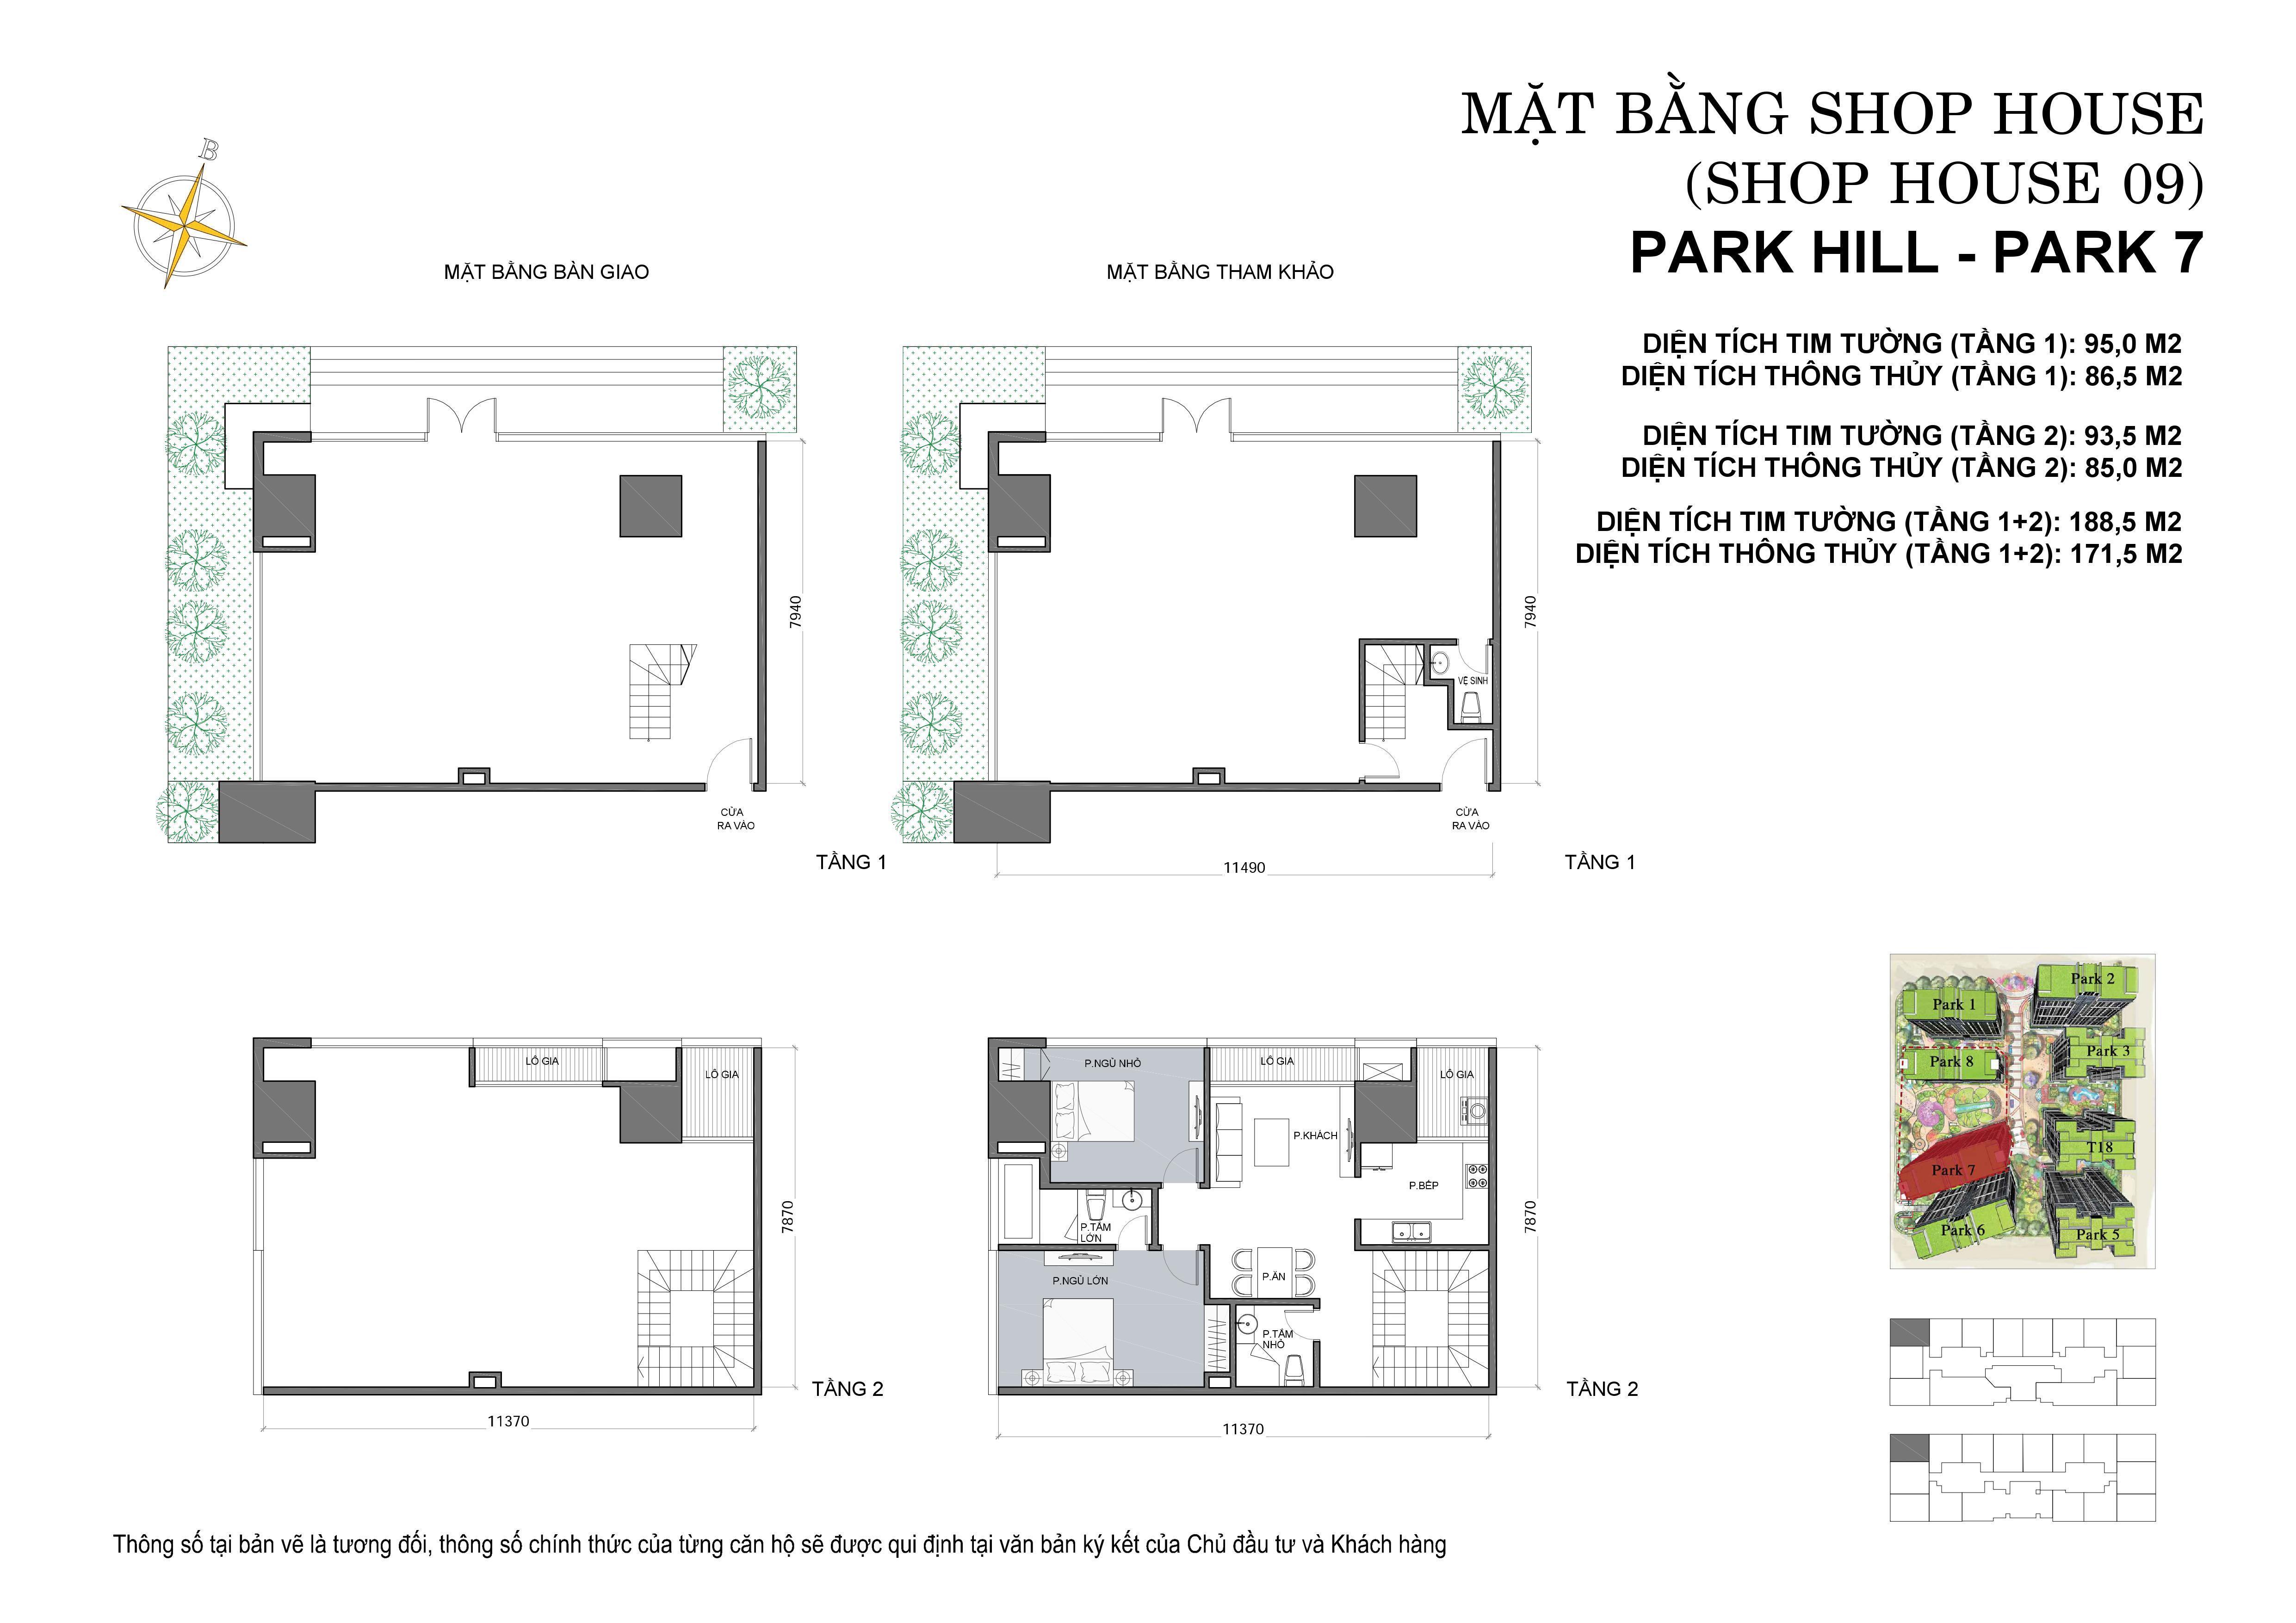 MẶT BẰNG SHOP HOUSE
(SHOP HOUSE 09)
PARK HILL - PARK 7
B
MẶT BẰNG BÀN GIAO
MẶT BẰNG THAM KHẢO
DIỆN TÍCH TIM TƯỜNG (TẦNG 1): 95,0 M2
DIỆN TÍCH THÔNG THỦY (TẦNG 1): 86,5 M2
DIỆN TÍCH TIM TƯỜNG (TẦNG 2): 93,5 M2
DIỆN TÍCH THÔNG THỦY (TẦNG 2): 85,0 M2
DIỆN TÍCH TIM TƯỜNG (TẦNG 1+2): 188,5 M2
DIỆN TÍCH THÔNG THỦY (TẦNG 1+2): 171,5 M2
7940
CỬA
RA VÀO
TẦNG 1
7940
VỆ SINH
CỬA
RA VÀO
11490
TẦNG 1
LÔ GIA
LÔ GIA
7870
11370
TẦNG 2
P.NGỦ NHỎ
LÔ GIA
LÔ GIA
P.KHÁCH
P.BẾP
P.TẮM
LỚN
P.NGỦ LỚN
P.ĂN
P.TẮM
NHỎ
7870
11370
TẦNG 2
Park 2
Park 1
Park 3
Park 8
T18
Park 7
Park 6
Park 5
Thông số tại bản vẽ là tương đối, thông số chính thức của từng căn hộ sẽ được qui định tại văn bản ký kết của Chủ đầu tư và Khách hàng